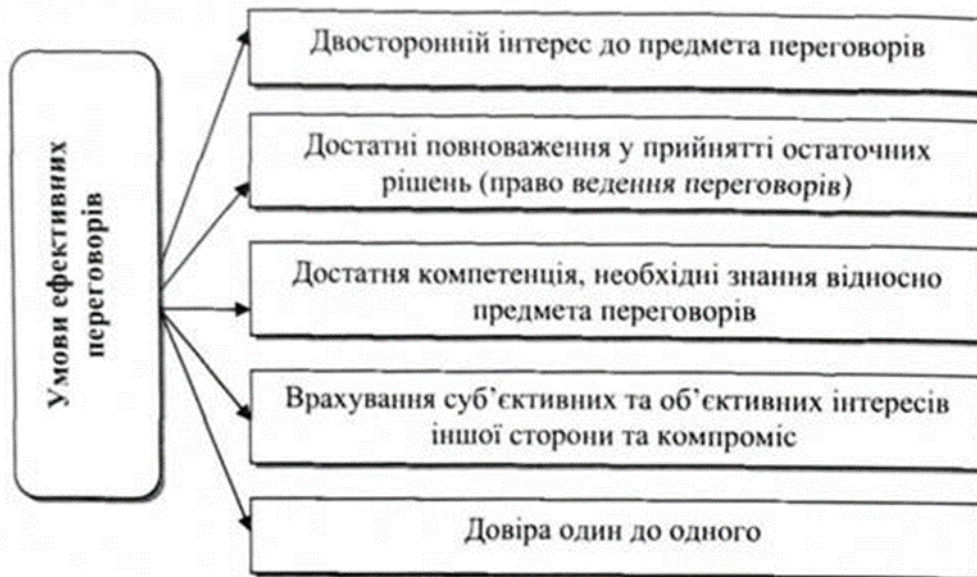 Умови ефективних
переговорів
Двосторонній інтерес до предмета переговорів
Достатні повноваження у прийнятті остаточних
рішень (право ведення переговорів)
Достатня компетенція, необхідні знання відносно
предмета переговорів
Врахування суб’єктивних та об’єктивних інтересів
іншої сторони та компроміс
Довіра один до одного